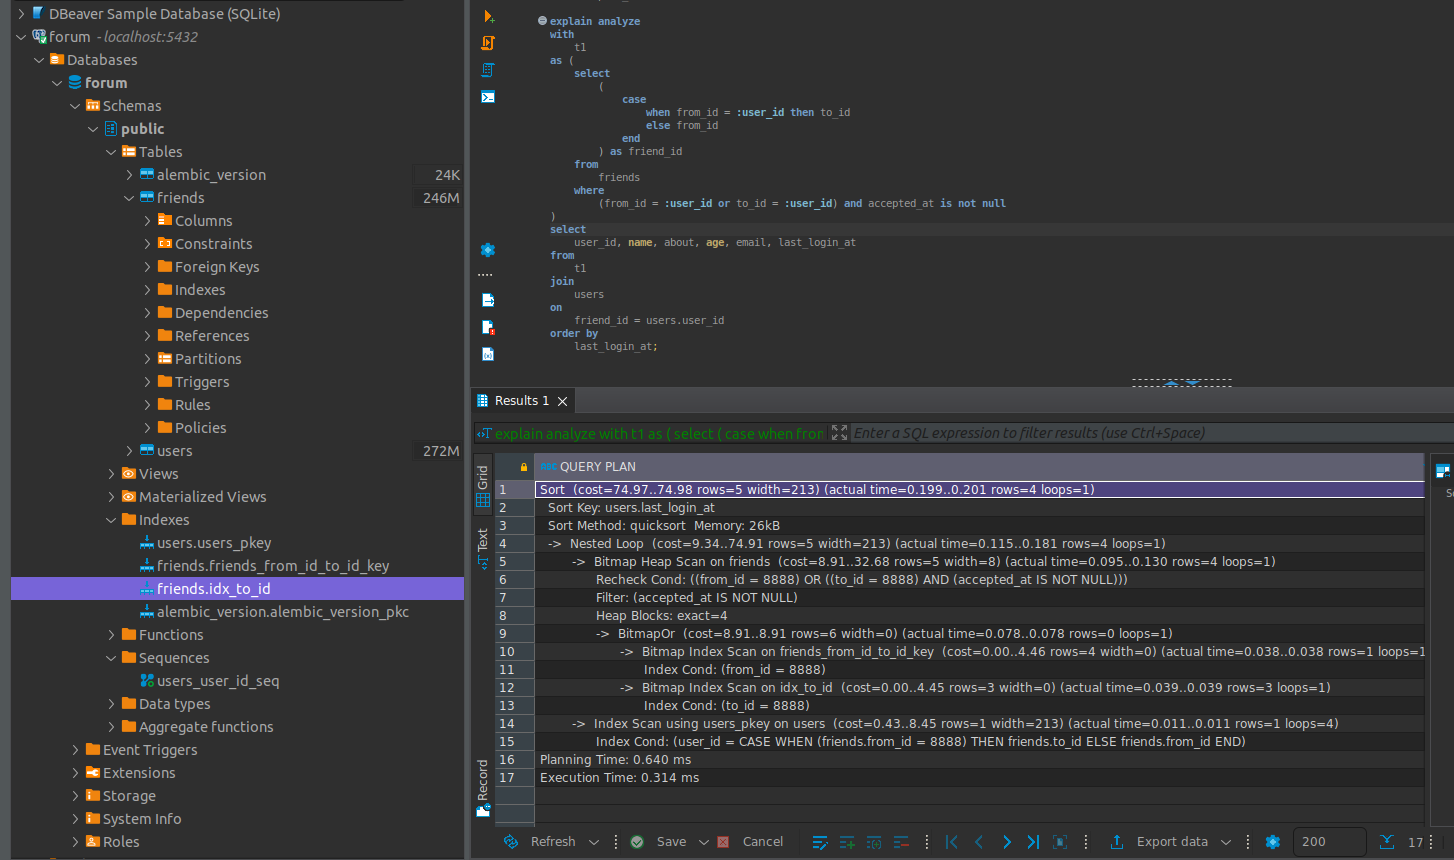 DBeaver Sample Database (SQLite)
forum - localhost:5432
Databases
forum
Schemas
public
Tables
alembic_version 24K
friends 246M
Columns
Constraints
Foreign Keys
Indexes
Dependencies
References
Partitions
Triggers
Rules
Policies
users 272M
Views
Materialized Views
Indexes
users.users_pkey
friends.friends_from_id_to_id_key
friends.idx_to_id
alembic_version.alembic_version_pkc
Functions
Sequences
users_user_id_seq
Data types
Aggregate functions
Event Triggers
Extensions
Storage
System Info
Roles
explain analyze
with
t1
as (
select
(
case
when from_id = :user_id then to_id
else from_id
end
) as friend_id
from
friends
where
(from_id = :user_id or to_id = :user_id) and accepted_at is not null
)
select
user_id, name, about, age, email, last_login_at
from
t1
join
users
on
friend_id = users.user_id
order by
last_login_at;
Results 1
explain analyze with t1 as ( select ( case when from Enter a SQL expression to filter results (use Ctrl+Space)
Grid
Text
Record
ABC QUERY PLAN
1 Sort (cost=74.97..74.98 rows=5 width=213) (actual time=0.199..0.201 rows=4 loops=1)
2 Sort Key: users.last_login_at
3 Sort Method: quicksort Memory: 26kB
4 -> Nested Loop (cost=9.34..74.91 rows=5 width=213) (actual time=0.115..0.181 rows=4 loops=1)
5 -> Bitmap Heap Scan on friends (cost=8.91..32.68 rows=5 width=8) (actual time=0.095..0.130 rows=4 loops=1)
6 Recheck Cond: ((from_id = 8888) OR ((to_id = 8888) AND (accepted_at IS NOT NULL)))
7 Filter: (accepted_at IS NOT NULL)
8 Heap Blocks: exact=4
9 -> BitmapOr (cost=8.91..8.91 rows=6 width=0) (actual time=0.078..0.078 rows=0 loops=1)
10 -> Bitmap Index Scan on friends_from_id_to_id_key (cost=0.00..4.46 rows=4 width=0) (actual time=0.038..0.038 rows=1 loops=1
11 Index Cond: (from_id = 8888)
12 -> Bitmap Index Scan on idx_to_id (cost=0.00..4.45 rows=3 width=0) (actual time=0.039..0.039 rows=3 loops=1)
13 Index Cond: (to_id = 8888)
14 -> Index Scan using users_pkey on users (cost=0.43..8.45 rows=1 width=213) (actual time=0.011..0.011 rows=1 loops=4)
15 Index Cond: (user_id = CASE WHEN (friends.from_id = 8888) THEN friends.to_id ELSE friends.from_id END)
16 Planning Time: 0.640 ms
17 Execution Time: 0.314 ms
Refresh Save Cancel Export data 200 17